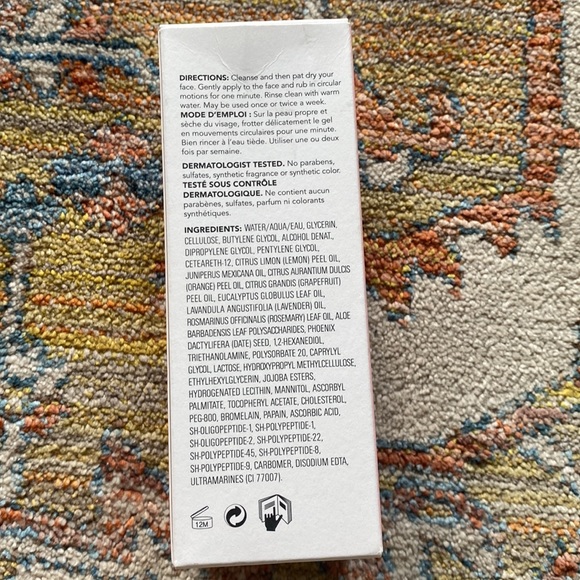 DIRECTIONS: Cleanse and then pat dry your
face. Gently apply to the face and rub in circular
motions for one minute. Rinse clean with warm
water. May be used once or twice a week.
MODE D'EMPLOI : Sur la peau propre et
sèche du visage, frotter délicatement le gel
en mouvements circulaires pour une minute.
Bien rincer à l'eau tiède. Utiliser une ou deux
fois par semaine.
DERMATOLOGIST TESTED. No parabens,
sulfates, synthetic fragrance or synthetic color.
TESTÉ SOUS CONTRÔLE
DERMATOLOGIQUE. Ne contient aucun
parabènes, sulfates, parfum ni colorants
synthétiques.
INGREDIENTS: WATER/AQUA/EAU, GLYCERIN,
CELLULOSE, BUTYLENE GLYCOL, ALCOHOL DENAT.,
DIPROPYLENE GLYCOL, PENTYLENE GLYCOL,
CETEARETH-12, CITRUS LIMON (LEMON) PEEL OIL,
JUNIPERUS MEXICANA OIL, CITRUS AURANTIUM DULCIS
(ORANGE) PEEL OIL, CITRUS GRANDIS (GRAPEFRUIT)
PEEL OIL, EUCALYPTUS GLOBULUS LEAF OIL,
LAVANDULA ANGUSTIFOLIA (LAVENDER) OIL,
ROSMARINUS OFFICINALIS (ROSEMARY) LEAF OIL, ALOE
BARBADENSIS LEAF POLYSACCHARIDES, PHOENIX
DACTYLIFERA (DATE) SEED, 1,2-HEXANEDIOL,
TRIETHANOLAMINE, POLYSORBATE 20, CAPRYLYL
GLYCOL, LACTOSE, HYDROXYPROPYL METHYLCELLULOSE,
ETHYLHEXYLGLYCERIN, JOJOBA ESTERS,
HYDROGENATED LECITHIN, MANNITOL, ASCORBYL
PALMITATE, TOCOPHERYL ACETATE, CHOLESTEROL,
PEG-800, BROMELAIN, PAPAIN, ASCORBIC ACID,
SH-OLIGOPEPTIDE-1, SH-POLYPEPTIDE-1,
SH-OLIGOPEPTIDE-2, SH-POLYPEPTIDE-22,
SH-POLYPEPTIDE-45, SH-POLYPEPTIDE-8,
SH-POLYPEPTIDE-9, CARBOMER, DISODIUM EDTA,
ULTRAMARINES (CI 77007).
12M